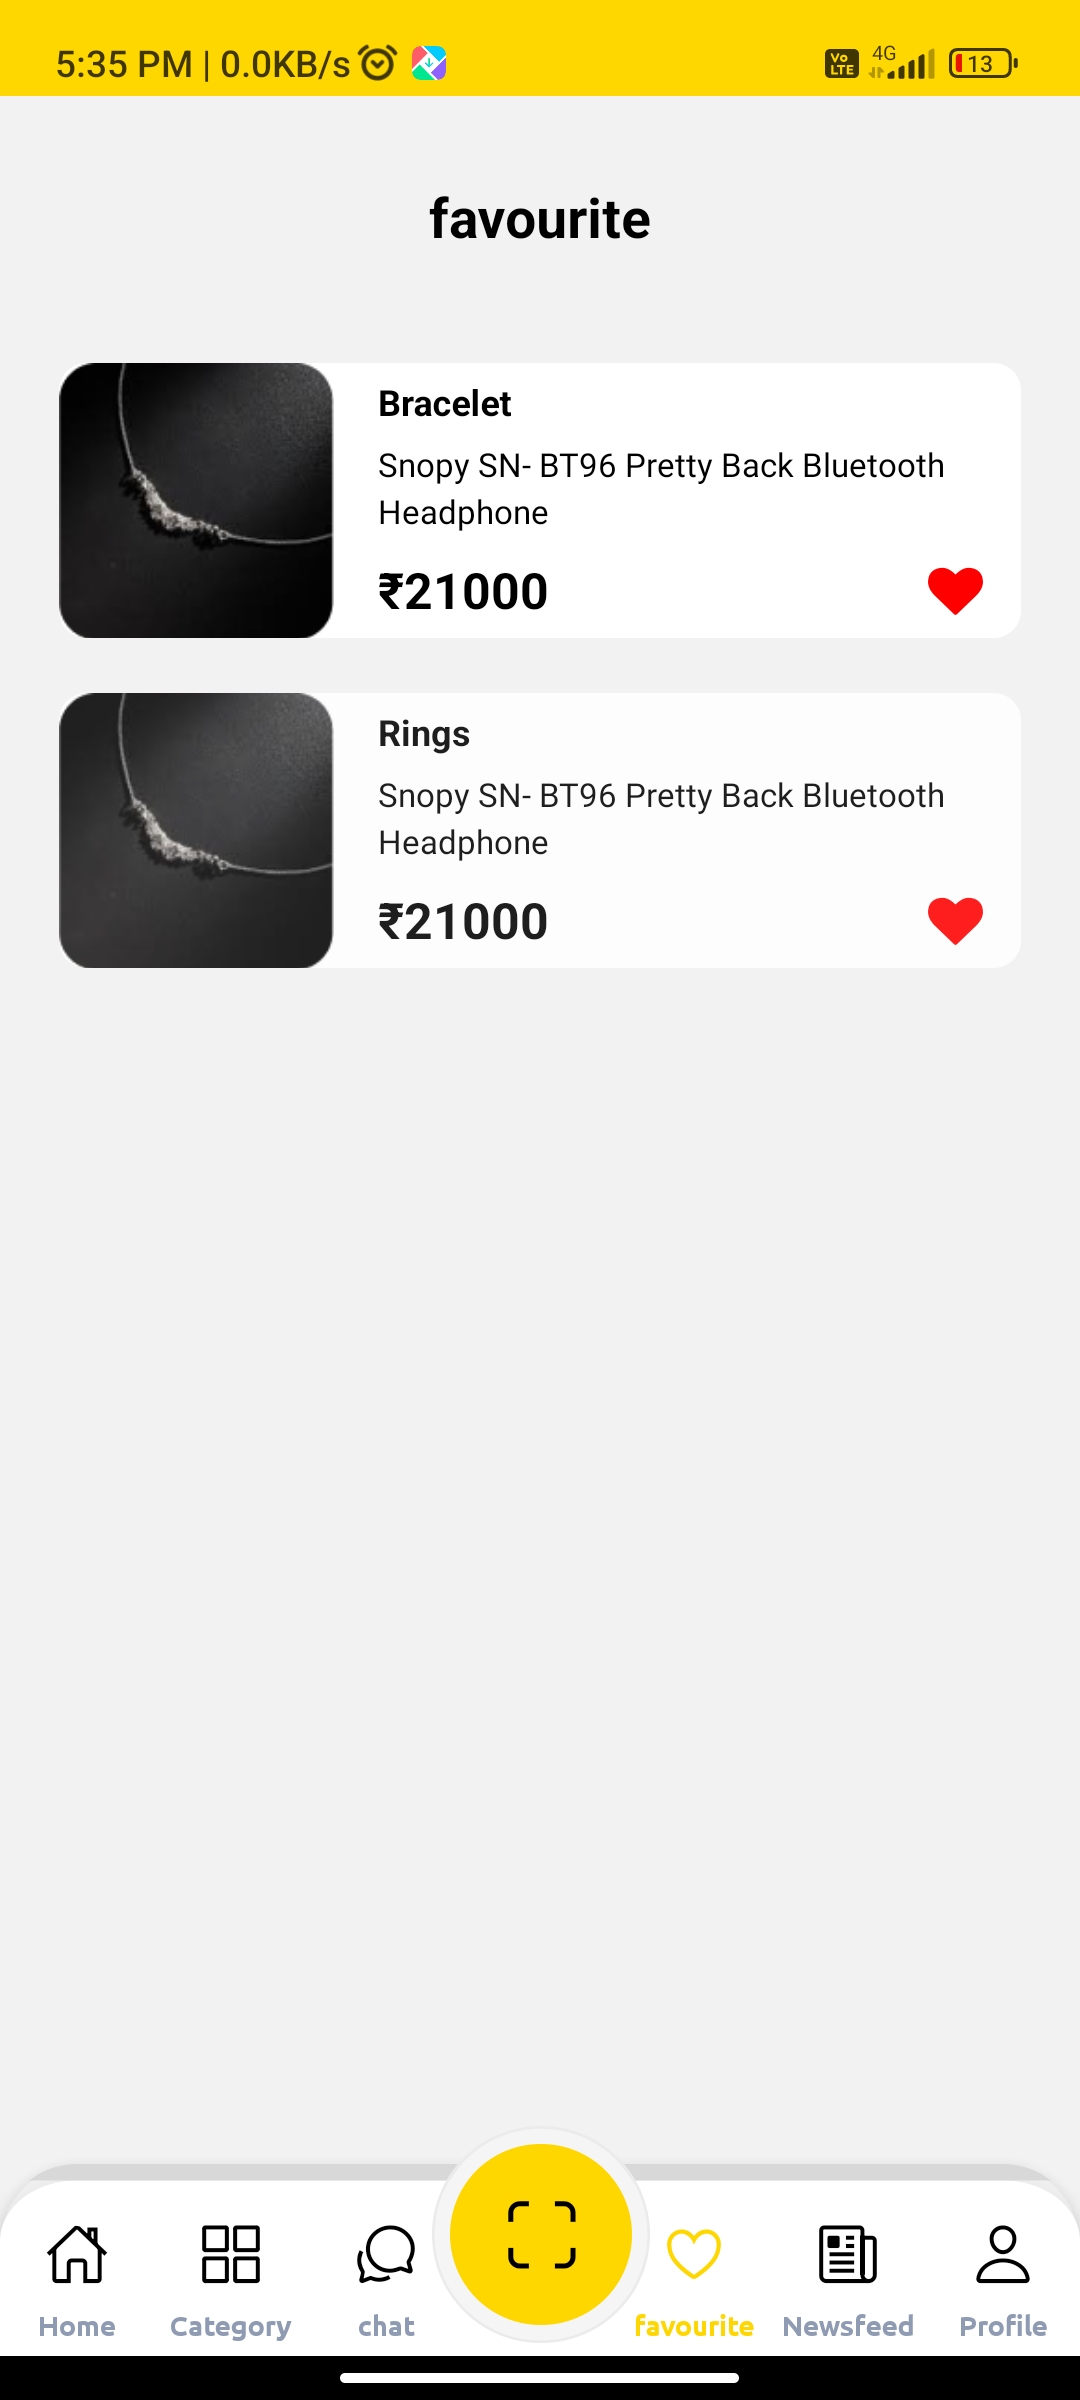 5:35 PM | 0.0KB/s
Vo LTE 4G 13
favourite
Bracelet
Snopy SN- BT96 Pretty Back Bluetooth
Headphone
₹21000
Rings
Snopy SN- BT96 Pretty Back Bluetooth
Headphone
₹21000
Home Category chat favourite Newsfeed Profile